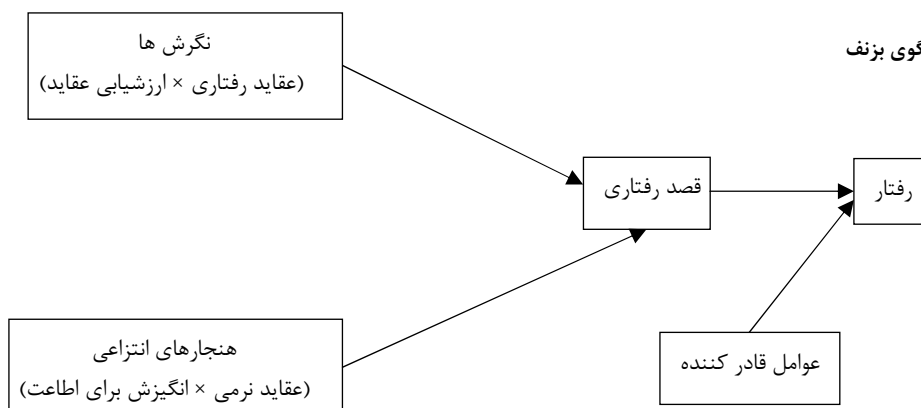 گوی بزنف
نگرش ها
(عقاید رفتاری × ارزشیابی عقاید)
قصد رفتاری
رفتار
هنجارهای انتزاعی
(عقاید نرمی × انگیزش برای اطاعت)
عوامل قادر کننده